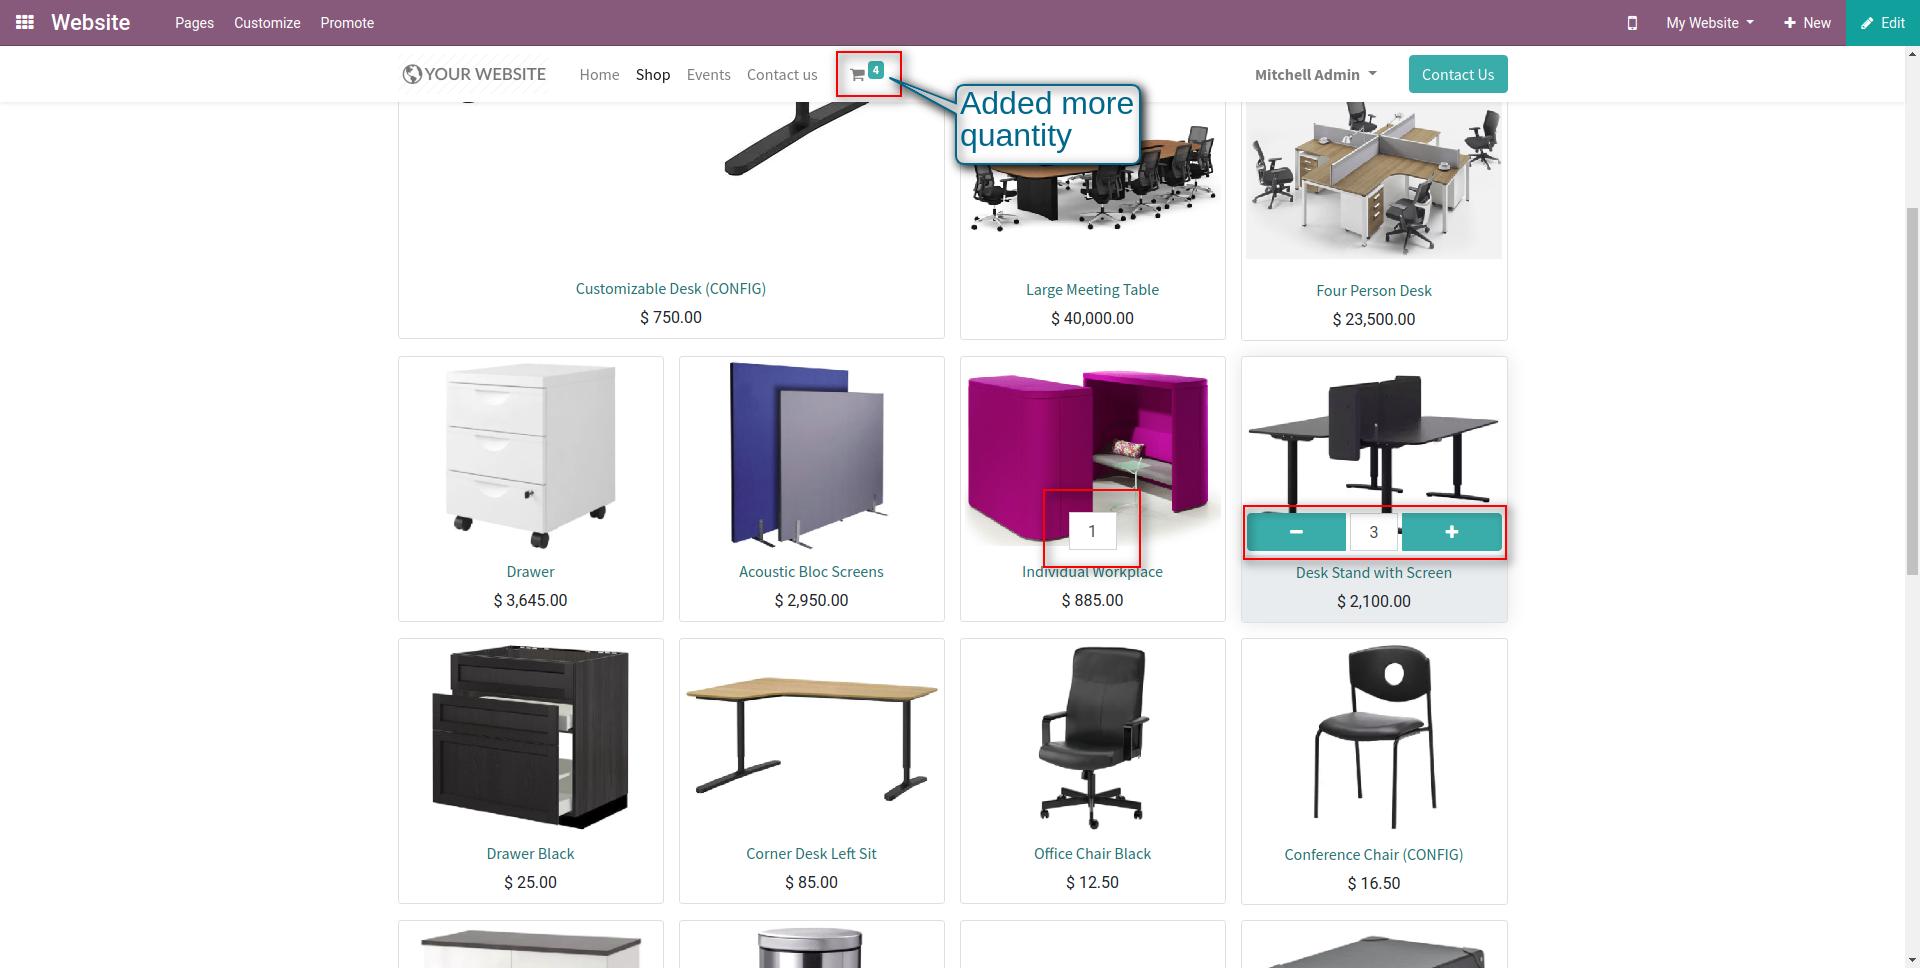 Website Pages Customize Promote My Website New Edit
YOUR WEBSITE Home Shop Events Contact us 4 Mitchell Admin Contact Us
Added more
quantity
Customizable Desk (CONFIG) Large Meeting Table Four Person Desk
$ 750.00 $ 40,000.00 $ 23,500.00
1 3
Drawer Acoustic Bloc Screens Individual Workplace Desk Stand with Screen
$ 3,645.00 $ 2,950.00 $ 885.00 $ 2,100.00
Drawer Black Corner Desk Left Sit Office Chair Black Conference Chair (CONFIG)
$ 25.00 $ 85.00 $ 12.50 $ 16.50